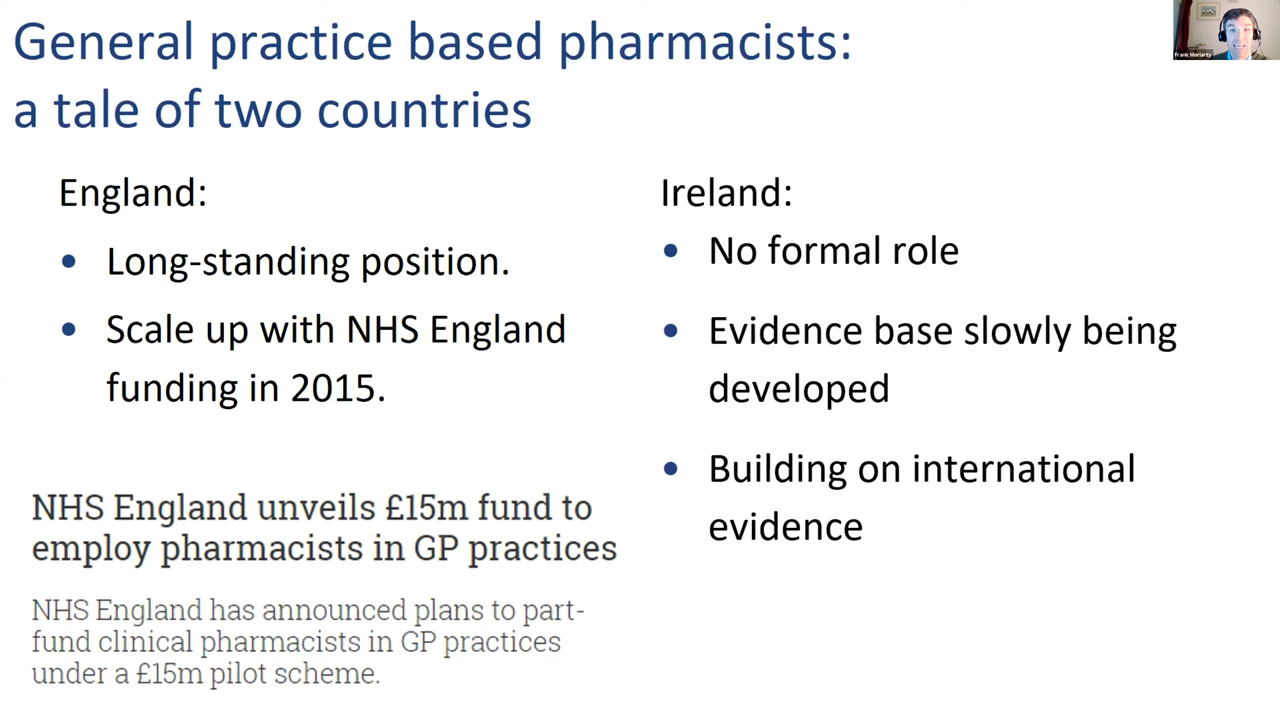 General practice based pharmacists:
a tale of two countries
Frank Moriarty
England:
• Long-standing position.
• Scale up with NHS England
funding in 2015.
NHS England unveils £15m fund to
employ pharmacists in GP practices
NHS England has announced plans to part-
fund clinical pharmacists in GP practices
under a £15m pilot scheme.
Ireland:
• No formal role
• Evidence base slowly being
developed
• Building on international
evidence